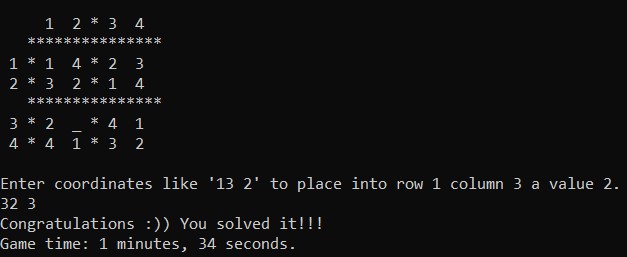 1 2 * 3 4
***************
1 * 1 4 * 2 3
2 * 3 2 * 1 4
***************
3 * 2 _ * 4 1
4 * 4 1 * 3 2
Enter coordinates like '13 2' to place into row 1 column 3 a value 2.
32 3
Congratulations :)) You solved it!!!
Game time: 1 minutes, 34 seconds.